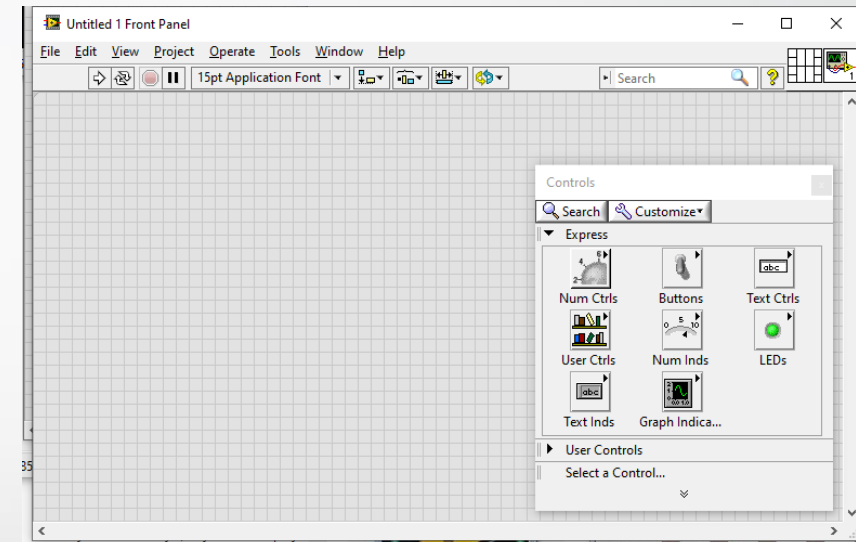 Untitled 1 Front Panel
File Edit View Project Operate Tools Window Help
15pt Application Font
Search
1
Controls
Search Customize
Express
Num Ctrls Buttons Text Ctrls
User Ctrls Num Inds LEDs
Text Inds Graph Indica...
User Controls
Select a Control...
35